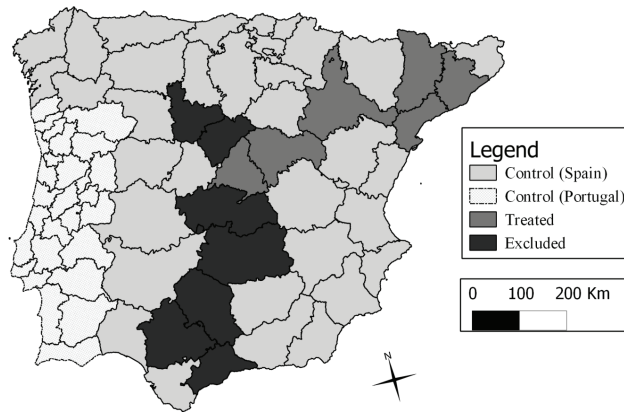 Legend
Control (Spain)
Control (Portugal)
Treated
Excluded
0 100 200 Km
N